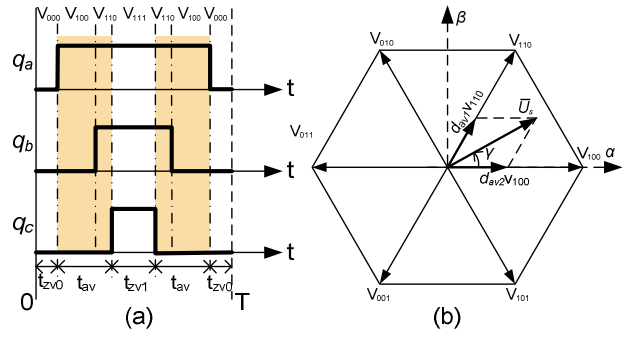 V000 V100 V110 V111 V110 V100 V000
qa
t
qb
t
qc
t
tzv0 tav tzv1 tav tzv0
0 T
(a)
β
V010 V110
dav1v110 U̅s
V011
γ
V100 α
dav2v100
V001 V101
(b)